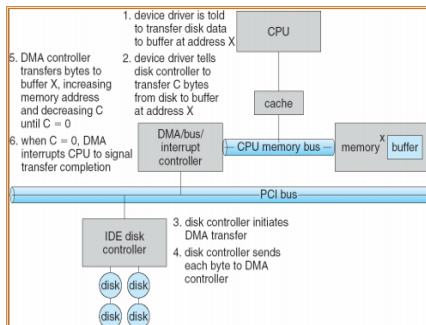 1. device driver is told
to transfer disk data
to buffer at address X
CPU
5. DMA controller
transfers bytes to
buffer X, increasing
memory address
and decreasing C
until C = 0
2. device driver tells
disk controller to
transfer C bytes
from disk to buffer
at address X
cache
6. when C = 0, DMA
interrupts CPU to signal
transfer completion
DMA/bus/
interrupt
controller
CPU memory bus
memory
X
buffer
PCI bus
IDE disk
controller
3. disk controller initiates
DMA transfer
4. disk controller sends
each byte to DMA
controller
disk disk
disk disk